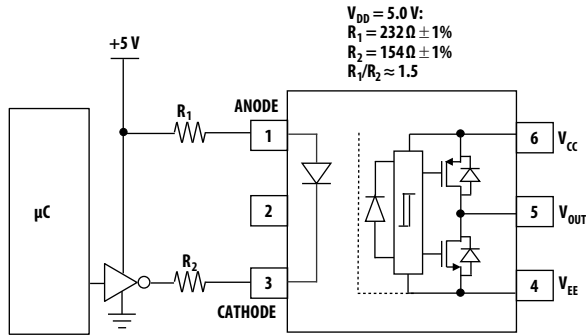 V_DD = 5.0 V:
R_1 = 232 Ω ± 1%
R_2 = 154 Ω ± 1%
R_1/R_2 ≈ 1.5
+5 V
R_1
ANODE
1
6
V_CC
µC
2
5
V_OUT
R_2
3
4
V_EE
CATHODE